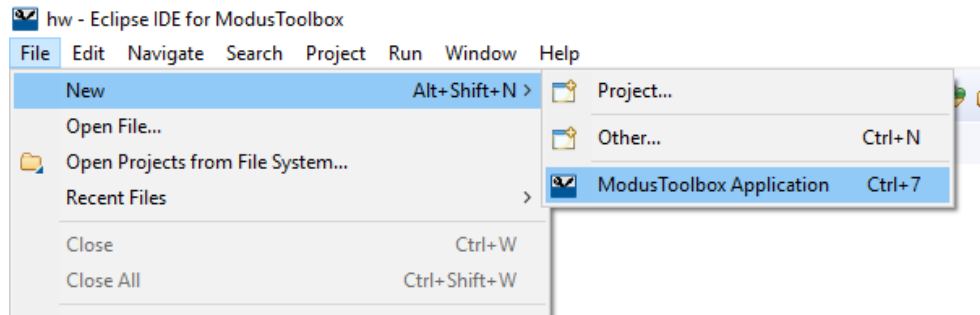 hw - Eclipse IDE for ModusToolbox
File Edit Navigate Search Project Run Window Help
New Alt+Shift+N >
Project...
Open File...
Other... Ctrl+N
Open Projects from File System...
ModusToolbox Application Ctrl+7
Recent Files >
Close Ctrl+W
Close All Ctrl+Shift+W